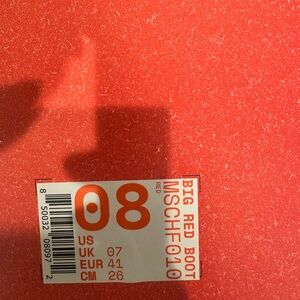 08
US
UK 07
EUR 41
CM 26
RED
MSCHF010
BIG RED BOOT
8 50032 08097 2